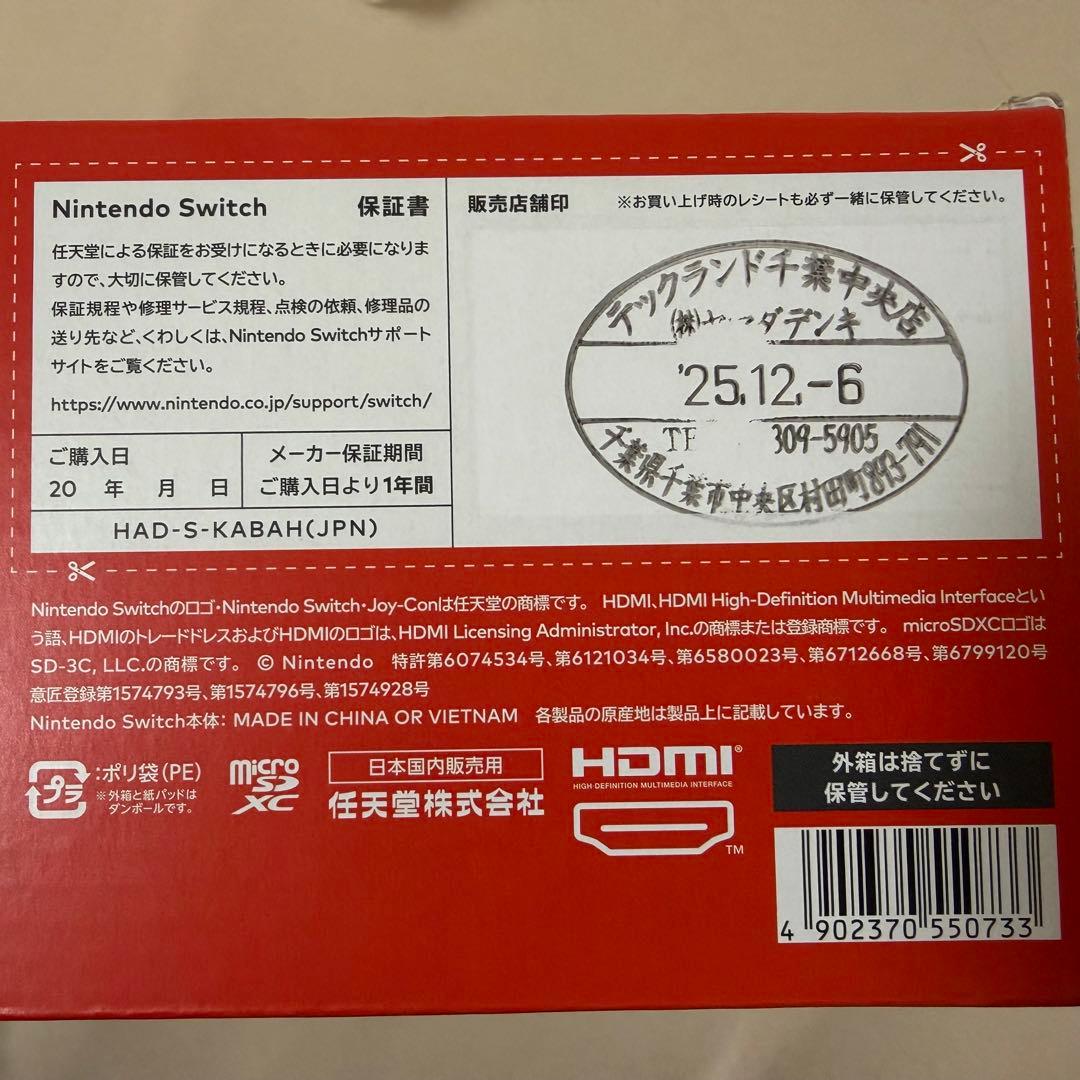 Nintendo Switch 保証書
任天堂による保証をお受けになるときに必要になりま
すので、大切に保管してください。
保証規程や修理サービス規程、点検の依頼、修理品の
送り先など、くわしくは、Nintendo Switchサポート
サイトをご覧ください。
https://www.nintendo.co.jp/support/switch/
ご購入日
20 年 月 日
メーカー保証期間
ご購入日より1年間
HAD-S-KABAH(JPN)
販売店舗印 ※お買い上げ時のレシートも必ず一緒に保管してください。
テックランド千葉中央店
(株) ダデンキ
'25.12.-6
309-5905
千葉県千葉市中央区村田町893-791
Nintendo Switchのロゴ・Nintendo Switch・Joy-Conは任天堂の商標です。 HDMI、HDMI High-Definition Multimedia Interfaceとい
う語、HDMIのトレードドレスおよびHDMIのロゴは、HDMI Licensing Administrator, Inc.の商標または登録商標です。 microSDXCロゴは
SD-3C, LLC.の商標です。 © Nintendo 特許第6074534号、第6121034号、第6580023号、第6712668号、第6799120号
意匠登録第1574793号、第1574796号、第1574928号
Nintendo Switch本体: MADE IN CHINA OR VIETNAM 各製品の原産地は製品上に記載しています。
プラ
:ポリ袋(PE)
※外箱と紙パッドは
ダンボールです。
micro
SD
XC
日本国内販売用
任天堂株式会社
HDMI®
HIGH-DEFINITION MULTIMEDIA INTERFACE
TM
外箱は捨てずに
保管してください
4 902370 550733